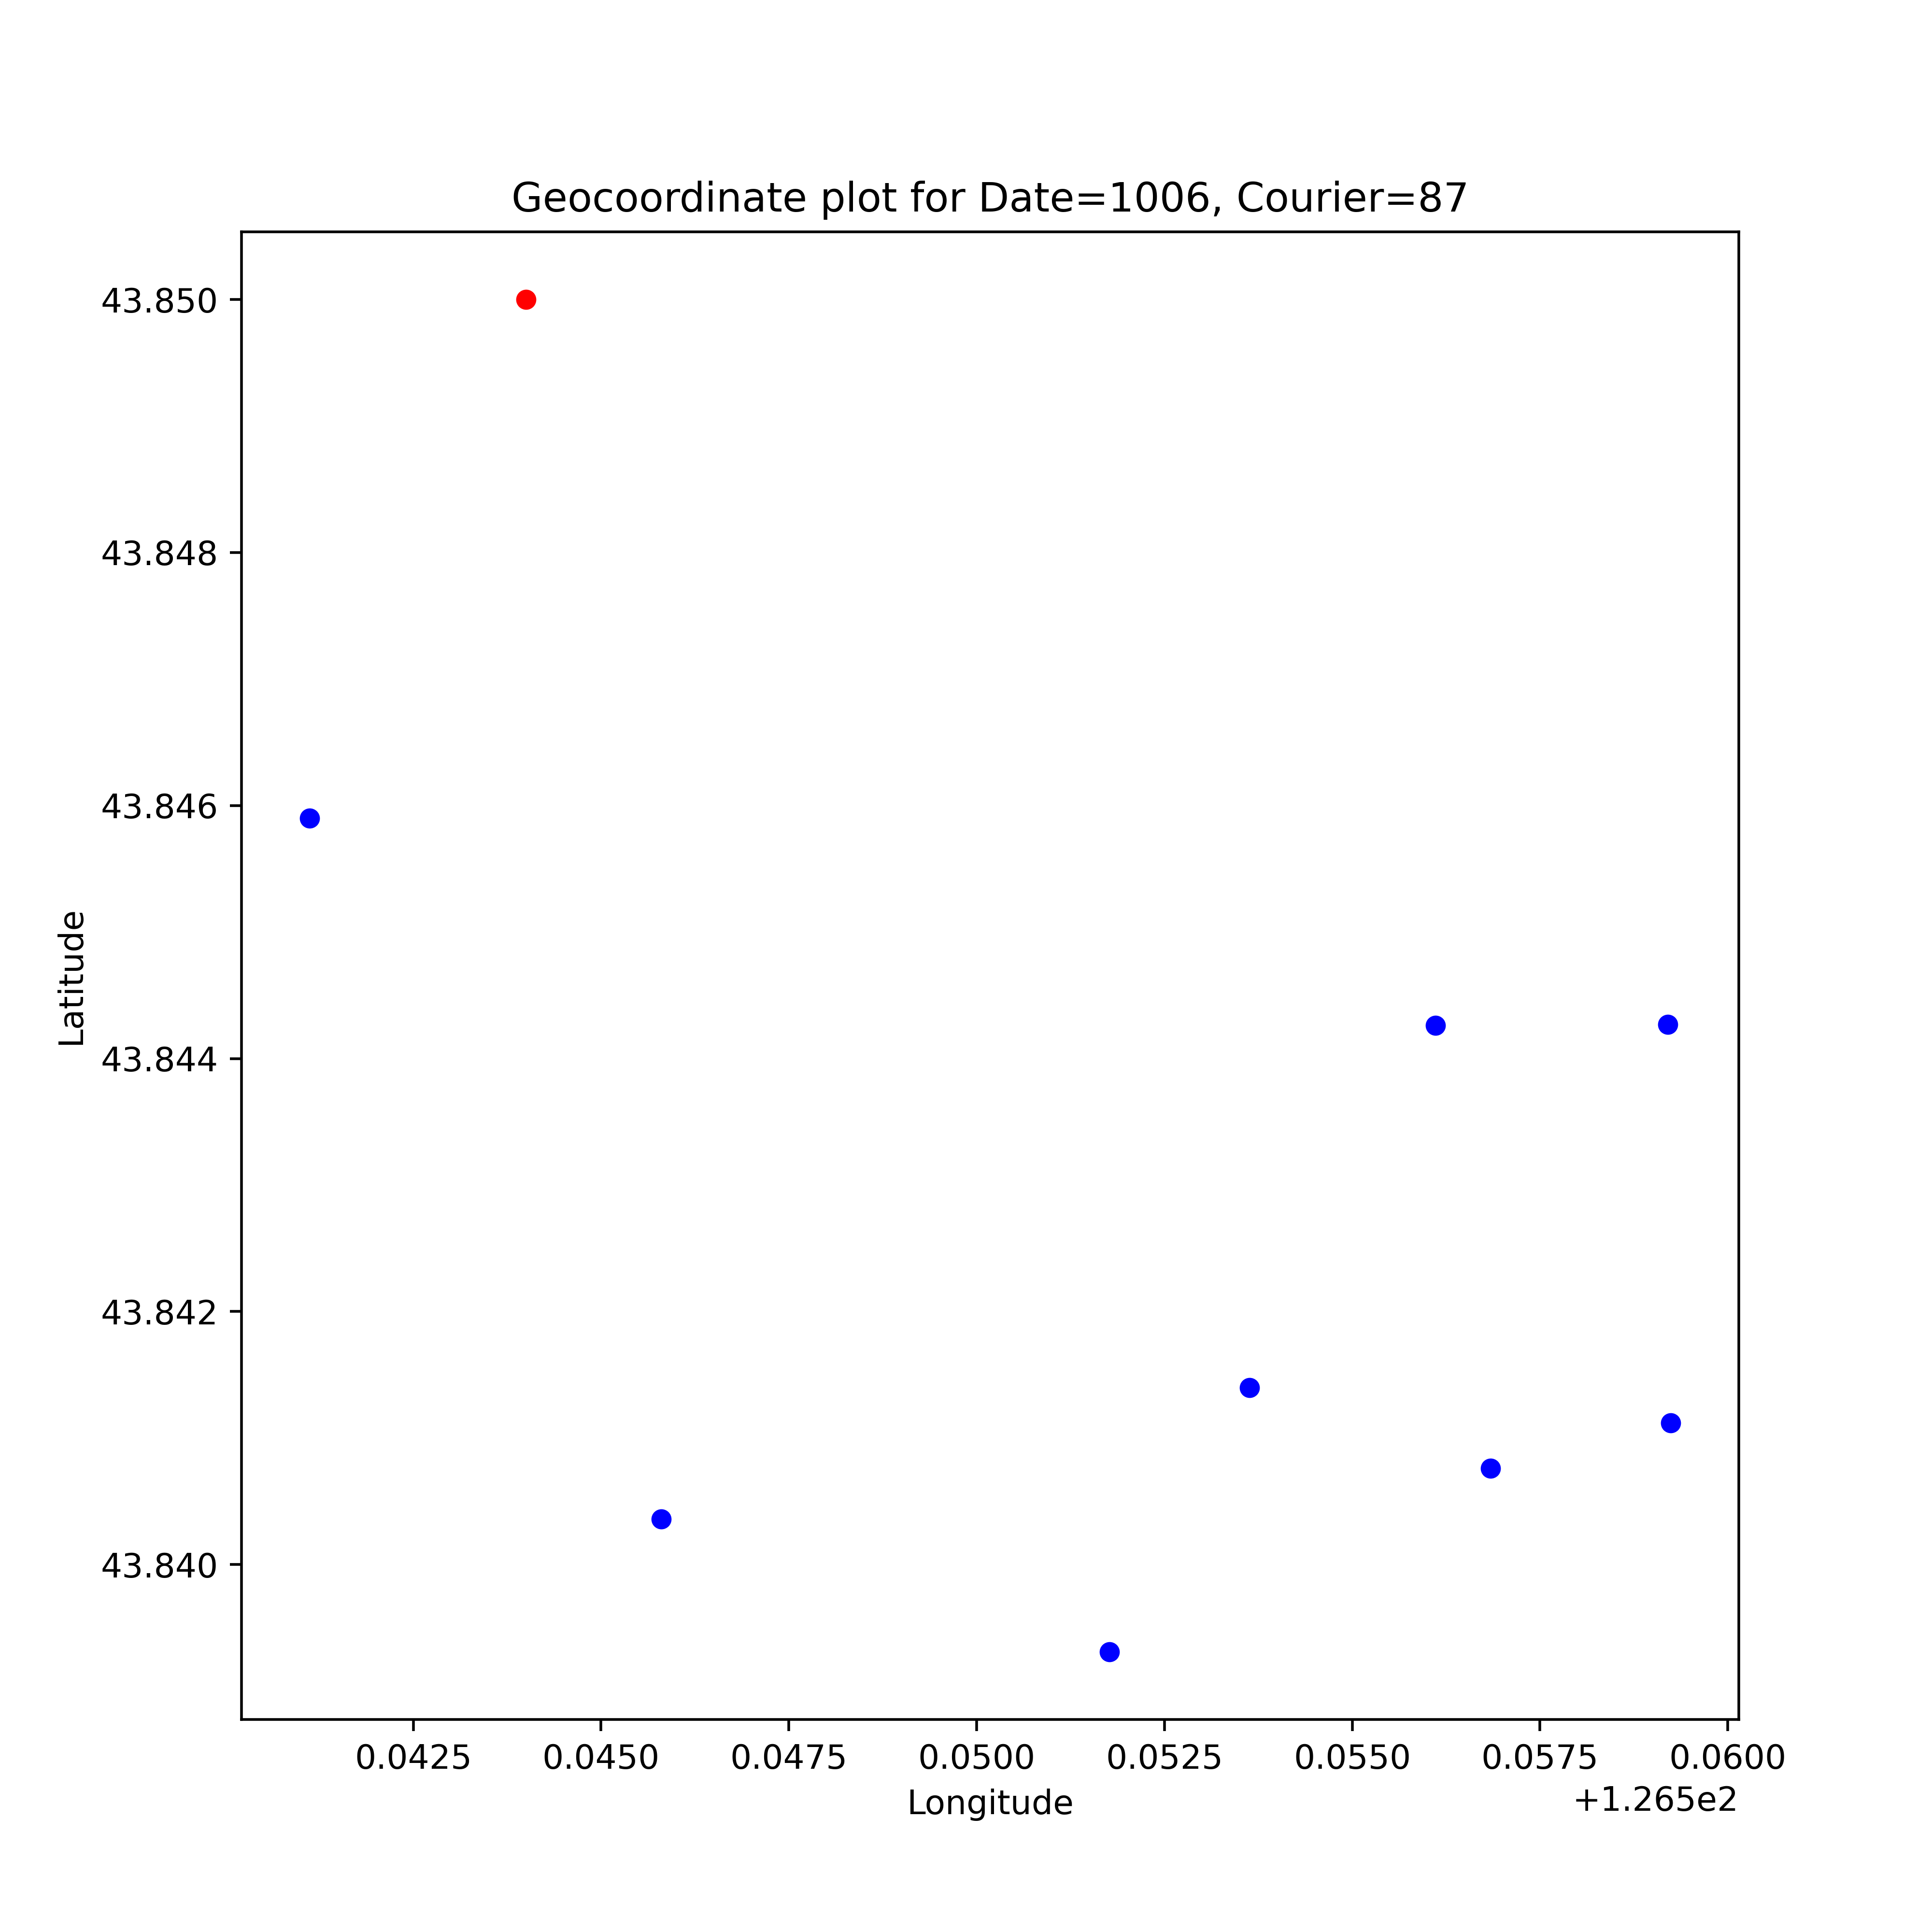 Geocoordinate plot for Date=1006, Courier=87
43.850
43.848
43.846
43.844
43.842
43.840
Latitude
0.0425 0.0450 0.0475 0.0500 0.0525 0.0550 0.0575 0.0600
+1.265e2
Longitude